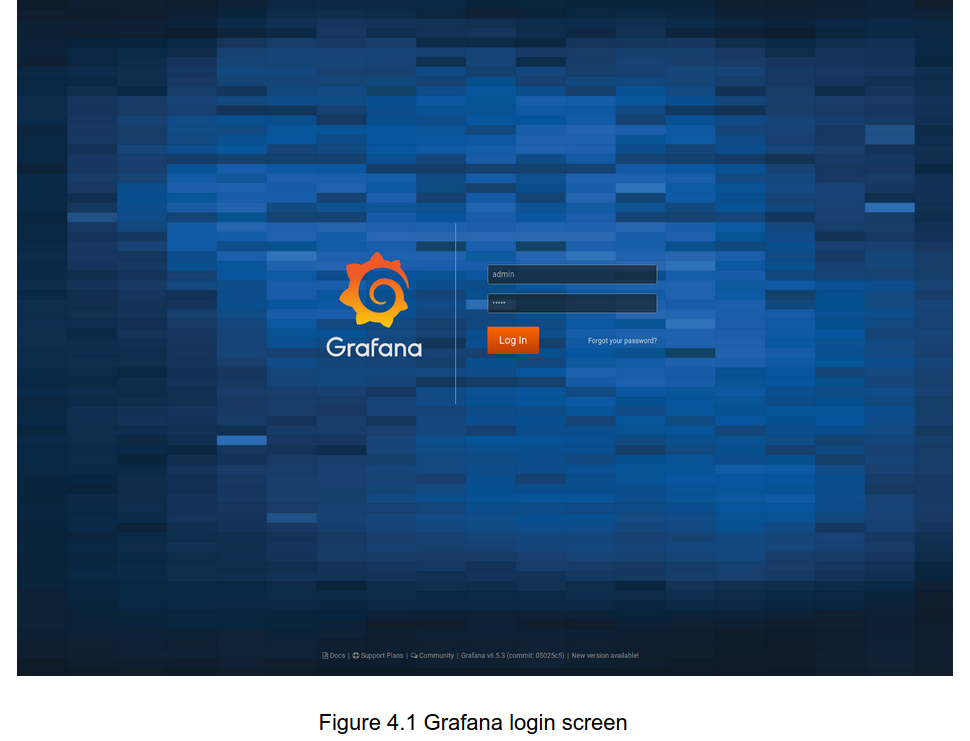 admin
•••••
Grafana
Log In
Forgot your password?
Docs | Support Plans | Community | Grafana v6.5.3 (commit: 05025c5) | New version available!
Figure 4.1 Grafana login screen